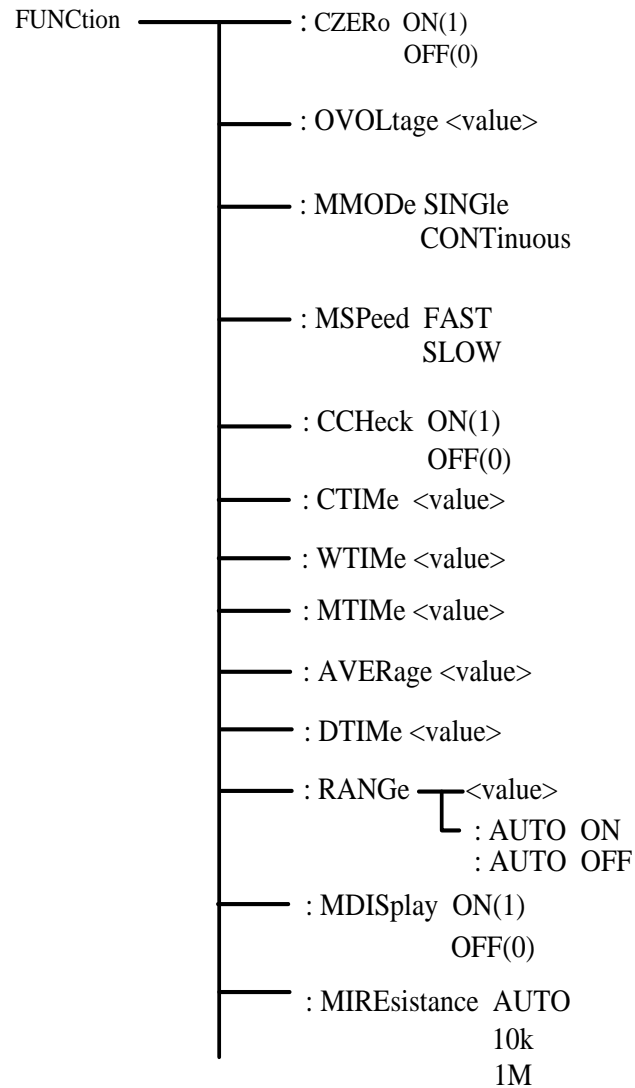 FUNCtion : CZERo ON(1)
OFF(0)
: OVOLtage <value>
: MMODe SINGle
CONTinuous
: MSPeed FAST
SLOW
: CCHeck ON(1)
OFF(0)
: CTIMe <value>
: WTIMe <value>
: MTIMe <value>
: AVERage <value>
: DTIMe <value>
: RANGe <value>
: AUTO ON
: AUTO OFF
: MDISplay ON(1)
OFF(0)
: MIREsistance AUTO
10k
1M